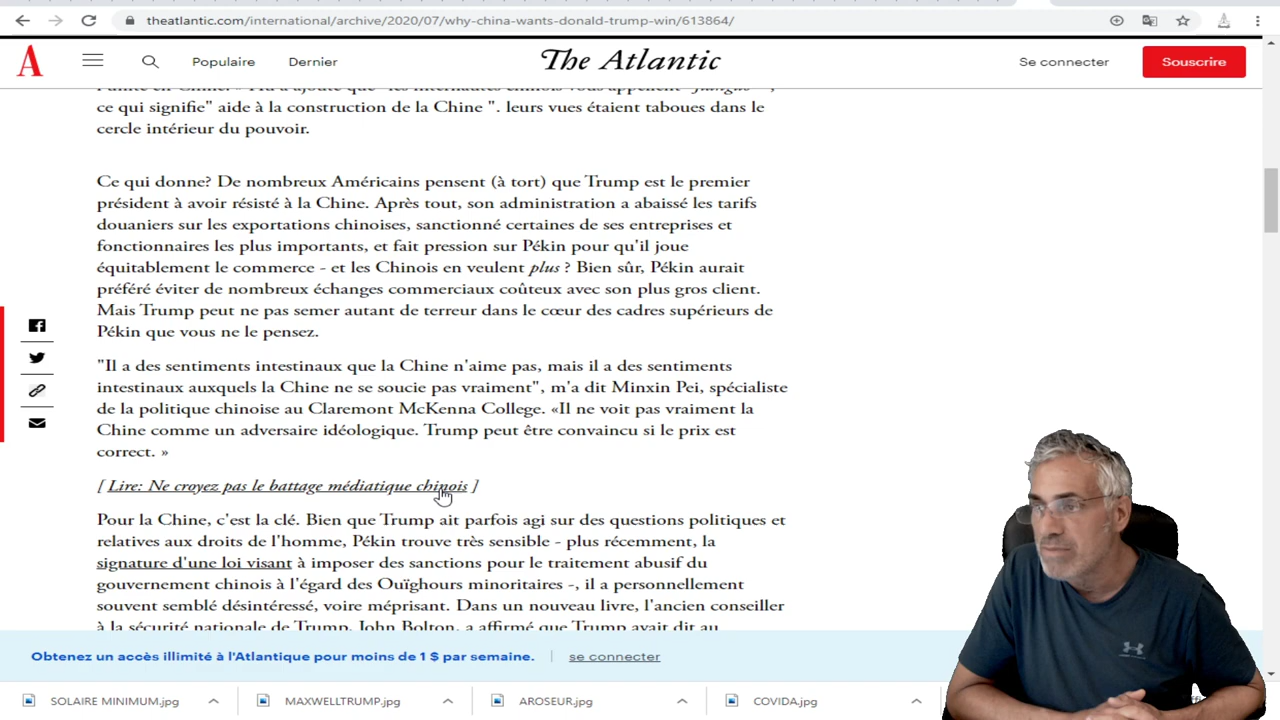 theatlantic.com/international/archive/2020/07/why-china-wants-donald-trump-win/613864/
A
Populaire
Dernier
The Atlantic
Se connecter
Souscrire
ce qui signifie" aide à la construction de la Chine ". leurs vues étaient taboues dans le
cercle intérieur du pouvoir.
Ce qui donne? De nombreux Américains pensent (à tort) que Trump est le premier
président à avoir résisté à la Chine. Après tout, son administration a abaissé les tarifs
douaniers sur les exportations chinoises, sanctionné certaines de ses entreprises et
fonctionnaires les plus importants, et fait pression sur Pékin pour qu'il joue
équitablement le commerce - et les Chinois en veulent plus ? Bien sûr, Pékin aurait
préféré éviter de nombreux échanges commerciaux coûteux avec son plus gros client.
Mais Trump peut ne pas semer autant de terreur dans le cœur des cadres supérieurs de
Pékin que vous ne le pensez.
"Il a des sentiments intestinaux que la Chine n'aime pas, mais il a des sentiments
intestinaux auxquels la Chine ne se soucie pas vraiment", m'a dit Minxin Pei, spécialiste
de la politique chinoise au Claremont McKenna College. «Il ne voit pas vraiment la
Chine comme un adversaire idéologique. Trump peut être convaincu si le prix est
correct. »
[ Lire: Ne croyez pas le battage médiatique chinois ]
Pour la Chine, c'est la clé. Bien que Trump ait parfois agi sur des questions politiques et
relatives aux droits de l'homme, Pékin trouve très sensible - plus récemment, la
signature d'une loi visant à imposer des sanctions pour le traitement abusif du
gouvernement chinois à l'égard des Ouïghours minoritaires -, il a personnellement
souvent semblé désintéressé, voire méprisant. Dans un nouveau livre, l'ancien conseiller
à la sécurité nationale de Trump, John Bolton, a affirmé que Trump avait dit au
Obtenez un accès illimité à l'Atlantique pour moins de 1 $ par semaine.
se connecter
SOLAIRE MINIMUM.jpg
MAXWELLTRUMP.jpg
AROSEUR.jpg
COVIDA.jpg